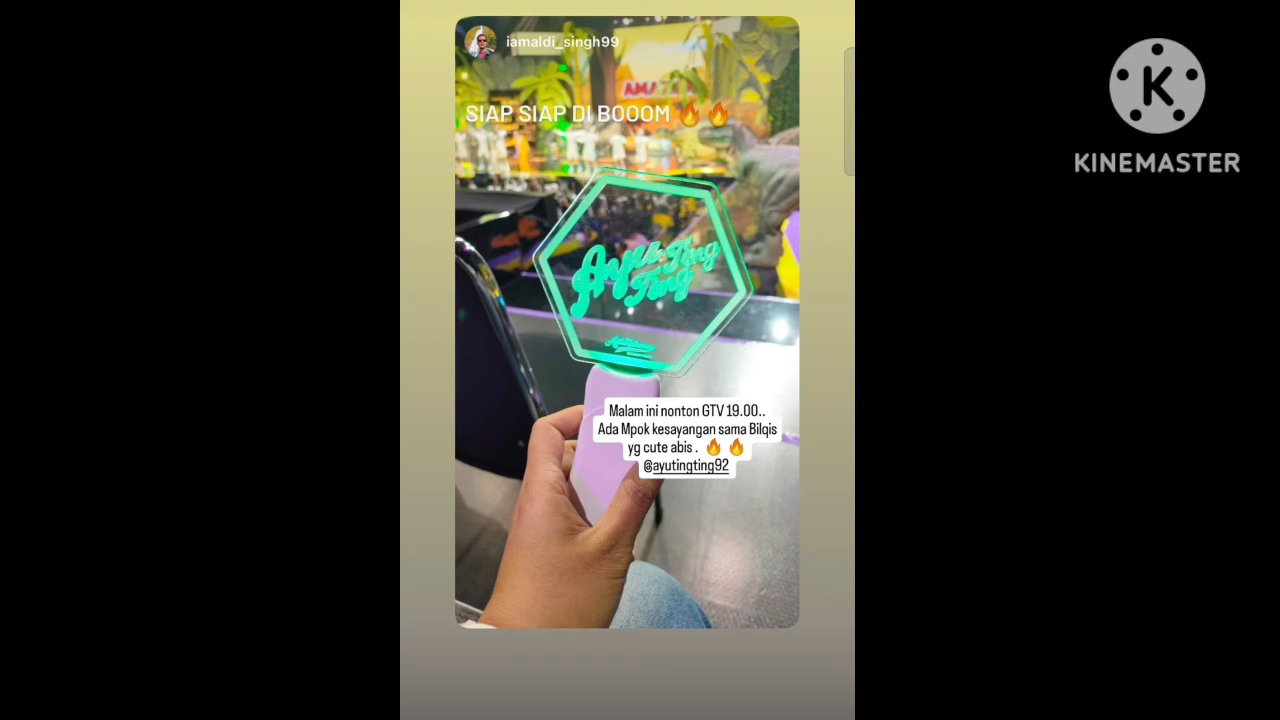 iamaldi_singh99
SIAP SIAP DI BOOOM 🔥🔥
Ayu Ting
Ting
Malam ini nonton GTV 19.00..
Ada Mpok kesayangan sama Bilqis
yg cute abis . 🔥 🔥
@ayutingting92
KINEMASTER